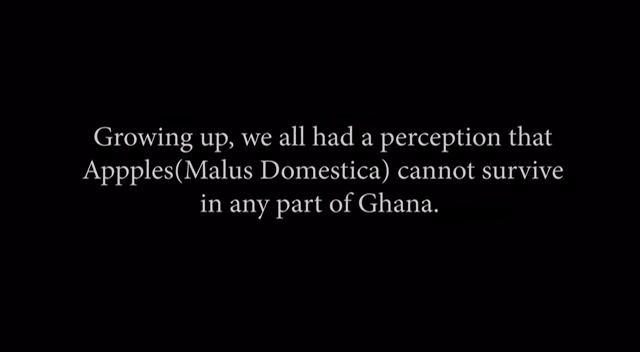 Growing up, we all had a perception that
Appples(Malus Domestica) cannot survive
in any part of Ghana.